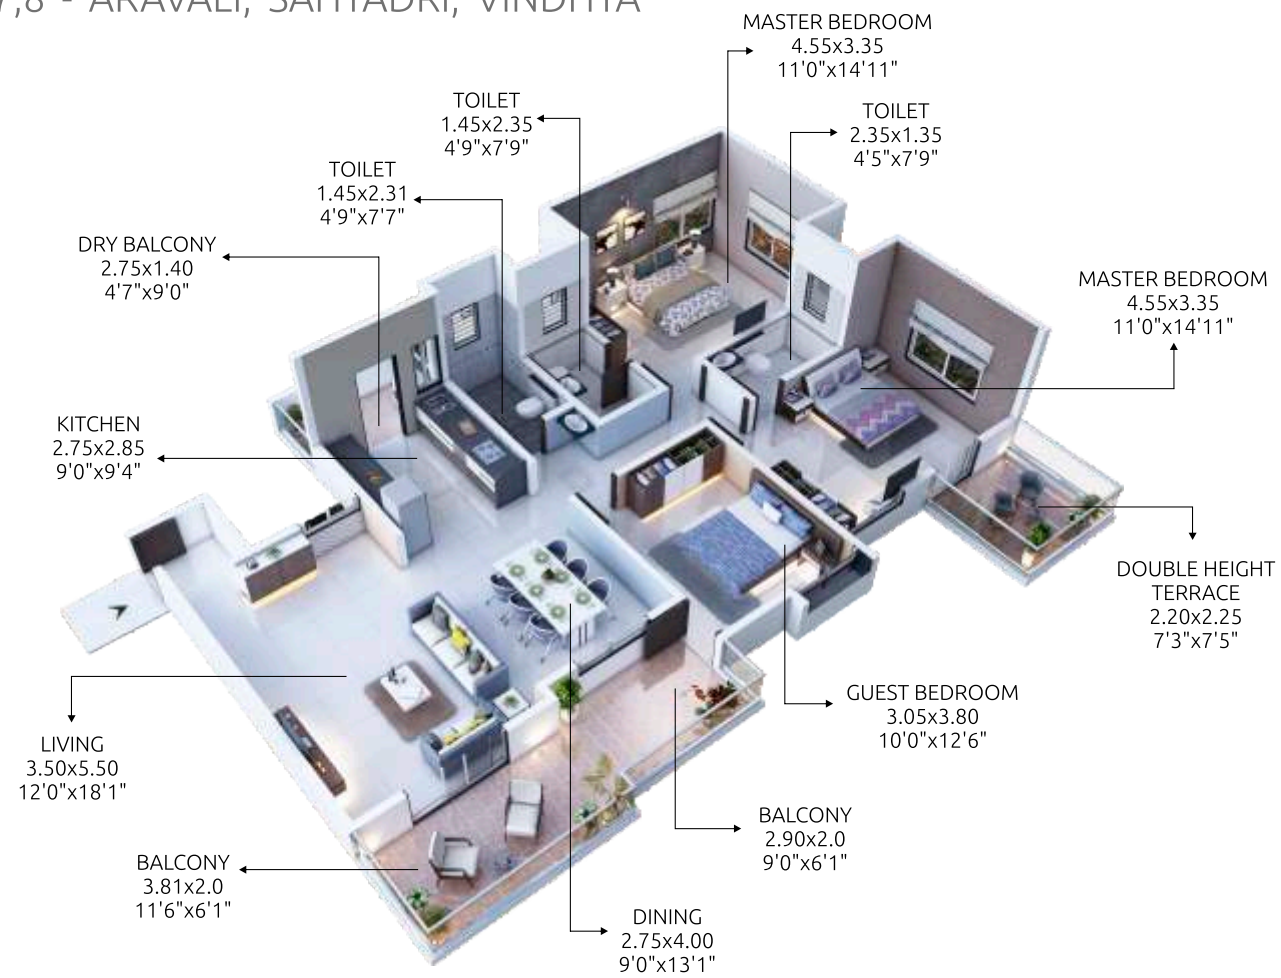 7,8 - ARAVALI, SAHYADRI, VINDHYA
MASTER BEDROOM
4.55x3.35
11'0"x14'11"
TOILET
1.45x2.35
4'9"x7'9"
TOILET
2.35x1.35
4'5"x7'9"
TOILET
1.45x2.31
4'9"x7'7"
DRY BALCONY
2.75x1.40
4'7"x9'0"
MASTER BEDROOM
4.55x3.35
11'0"x14'11"
KITCHEN
2.75x2.85
9'0"x9'4"
DOUBLE HEIGHT
TERRACE
2.20x2.25
7'3"x7'5"
GUEST BEDROOM
3.05x3.80
10'0"x12'6"
LIVING
3.50x5.50
12'0"x18'1"
BALCONY
2.90x2.0
9'0"x6'1"
BALCONY
3.81x2.0
11'6"x6'1"
DINING
2.75x4.00
9'0"x13'1"